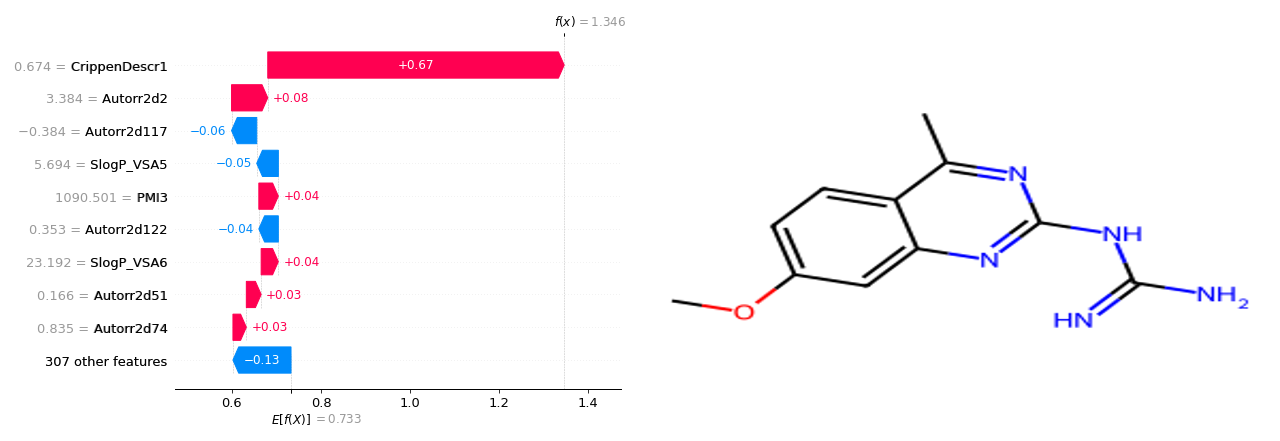 f(x) = 1.346
0.674 = CrippenDescr1
+0.67
3.384 = Autorr2d2
+0.08
−0.384 = Autorr2d117
−0.06
5.694 = SlogP_VSA5
−0.05
1090.501 = PMI3
+0.04
0.353 = Autorr2d122
−0.04
23.192 = SlogP_VSA6
+0.04
0.166 = Autorr2d51
+0.03
0.835 = Autorr2d74
+0.03
307 other features
−0.13
0.6 0.8 1.0 1.2 1.4
E[f(X)] = 0.733
N
NH
N
NH2
HN
O